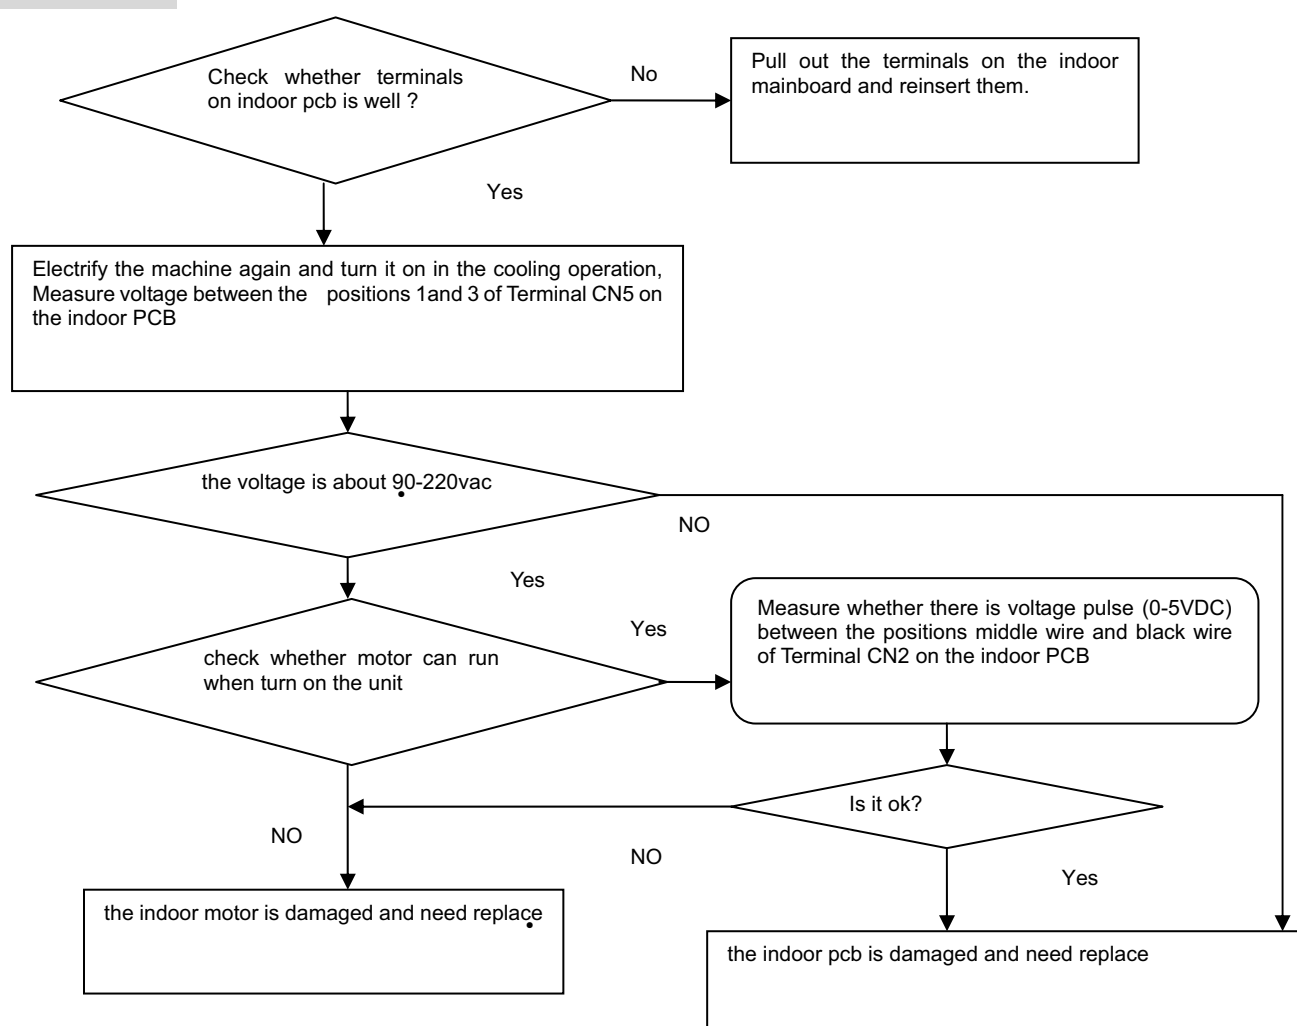 Check whether terminals
on indoor pcb is well ?
No
Pull out the terminals on the indoor
mainboard and reinsert them.
Yes
Electrify the machine again and turn it on in the cooling operation,
Measure voltage between the positions 1and 3 of Terminal CN5 on
the indoor PCB
the voltage is about 90-220vac
NO
Yes
check whether motor can run
when turn on the unit
Yes
Measure whether there is voltage pulse (0-5VDC)
between the positions middle wire and black wire
of Terminal CN2 on the indoor PCB
Is it ok?
NO
NO
Yes
the indoor motor is damaged and need replace
the indoor pcb is damaged and need replace